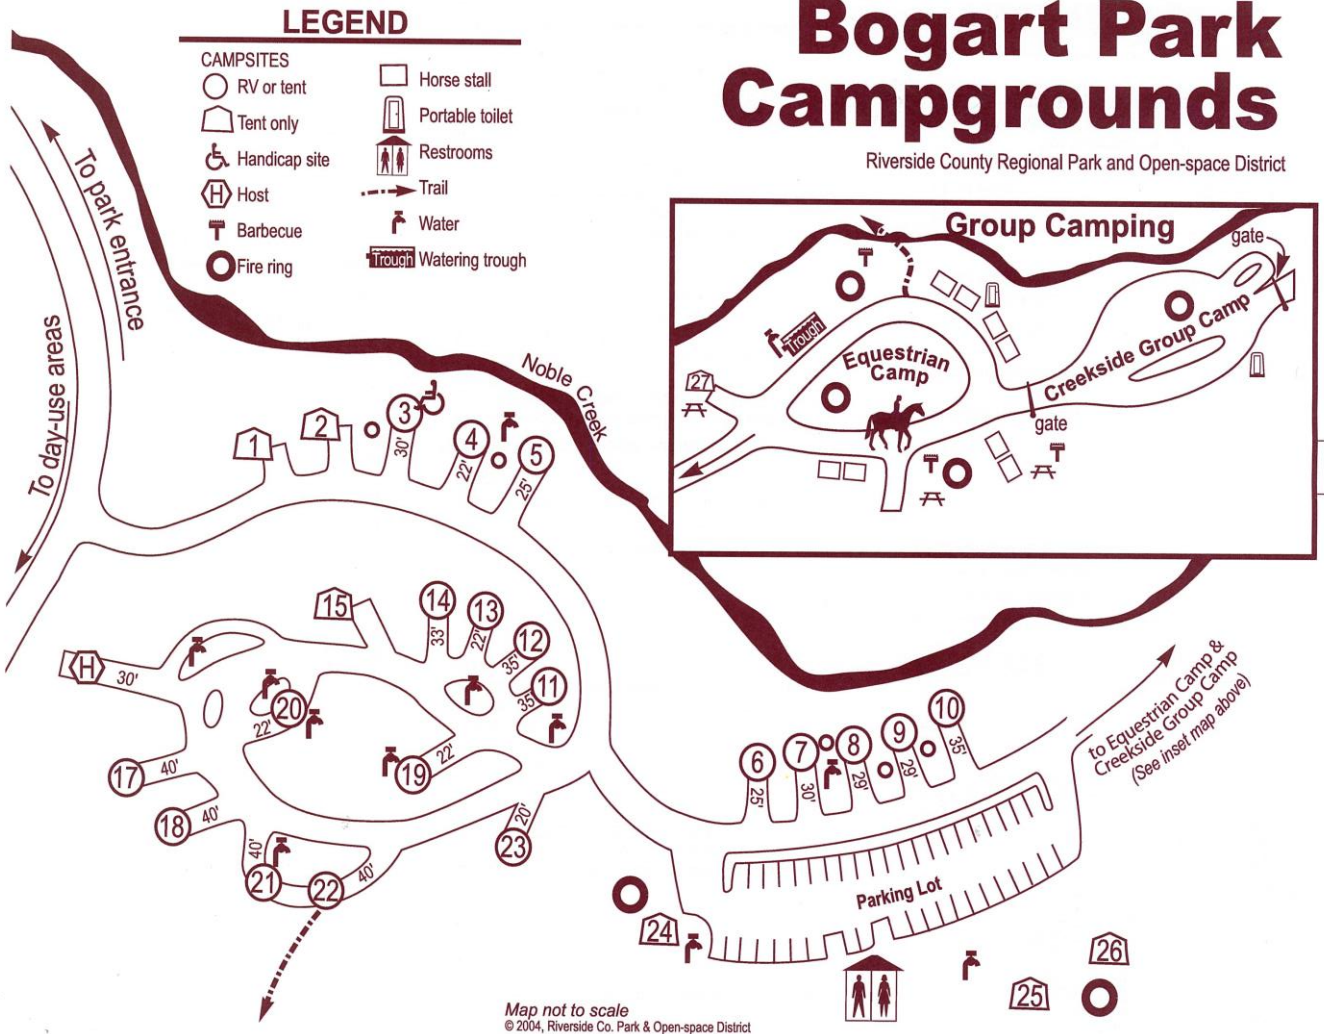 LEGEND
CAMPSITES
RV or tent
Tent only
Handicap site
H Host
Barbecue
Fire ring
Horse stall
Portable toilet
Restrooms
Trail
Water
Trough Watering trough
Bogart Park
Campgrounds
Riverside County Regional Park and Open-space District
Group Camping
gate
Trough
Equestrian
Camp
Creekside Group Camp
27
gate
To park entrance
To day-use areas
Noble Creek
1
2
3
30'
4
22'
5
25'
15
14
33'
13
22'
12
35'
11
35'
H
30'
20
22'
19
22'
17
40'
18
40'
21
40'
22
40'
23
20'
6
25'
7
30'
8
29'
9
29'
10
35'
to Equestrian Camp &
Creekside Group Camp
(See inset map above)
Parking Lot
24
25
26
Map not to scale
© 2004, Riverside Co. Park & Open-space District